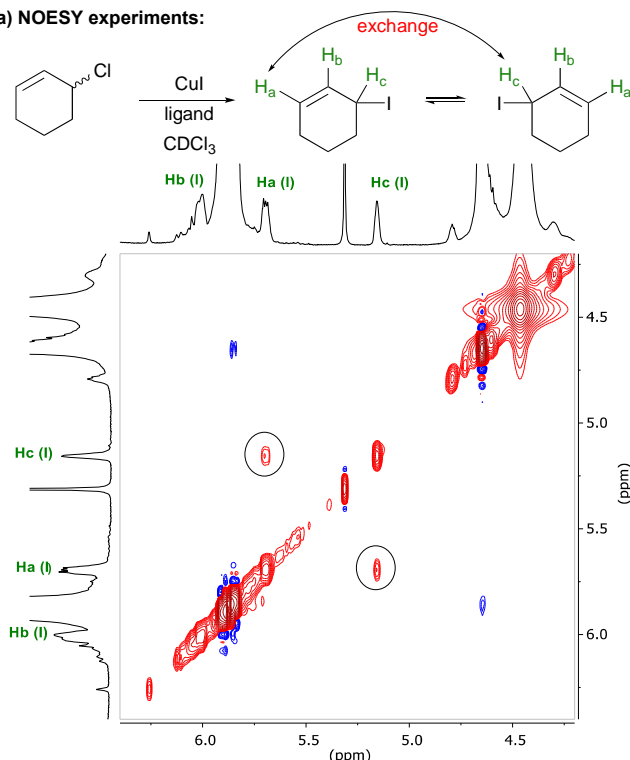 a) NOESY experiments:
exchange
Cl
CuI
ligand
CDCl3
Ha
Hb
Hc
I
Hc
Hb
I
Ha
Hb (I)
Ha (I)
Hc (I)
Hc (I)
Ha (I)
Hb (I)
4.5
5.0
5.5
6.0
(ppm)
6.0
5.5
5.0
4.5
(ppm)